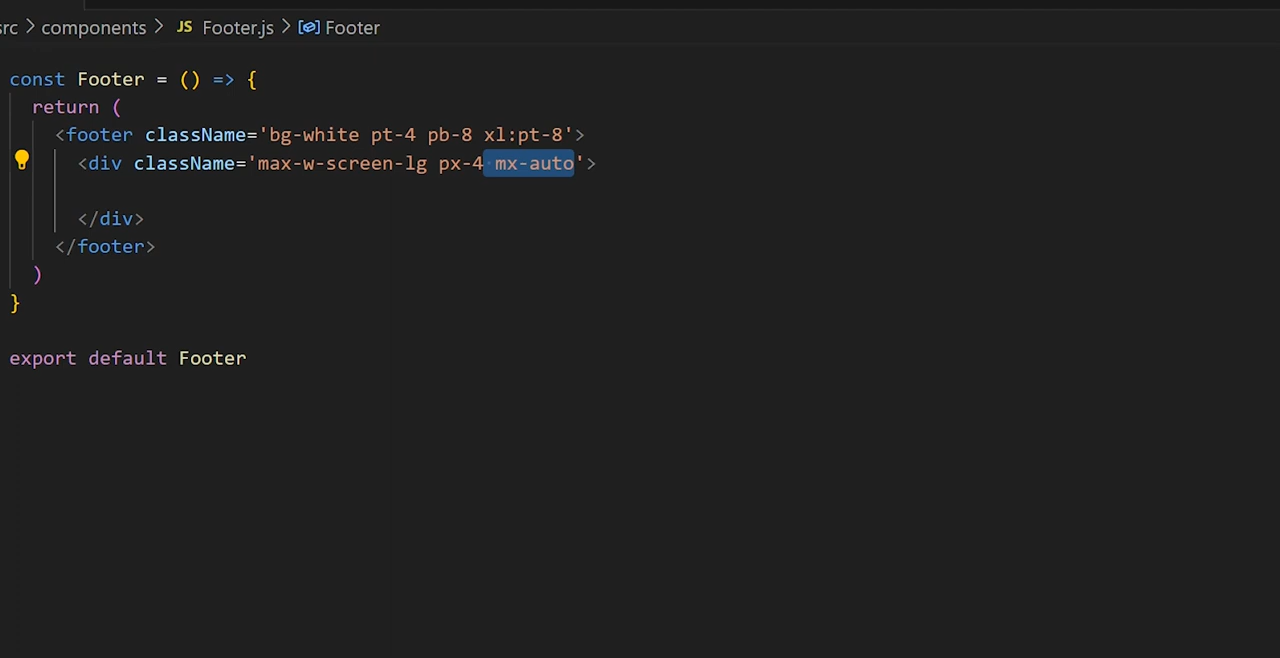 src > components > JS Footer.js > Footer
const Footer = () => {
return (
<footer className='bg-white pt-4 pb-8 xl:pt-8'>
<div className='max-w-screen-lg px-4 mx-auto'>
</div>
</footer>
)
}
export default Footer